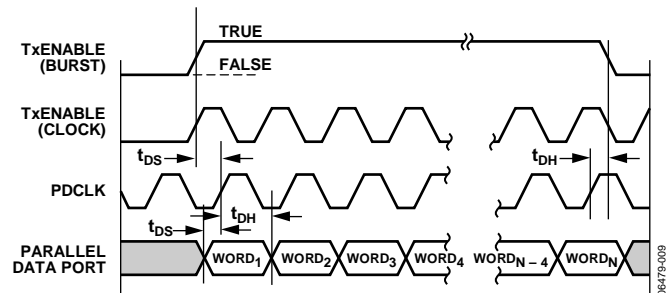 TxENABLE
(BURST)
TRUE
FALSE
TxENABLE
(CLOCK)
tDS
tDH
PDCLK
tDH
tDS
PARALLEL
DATA PORT
WORD1 WORD2 WORD3 WORD4 WORDN – 4 WORDN
06479-009